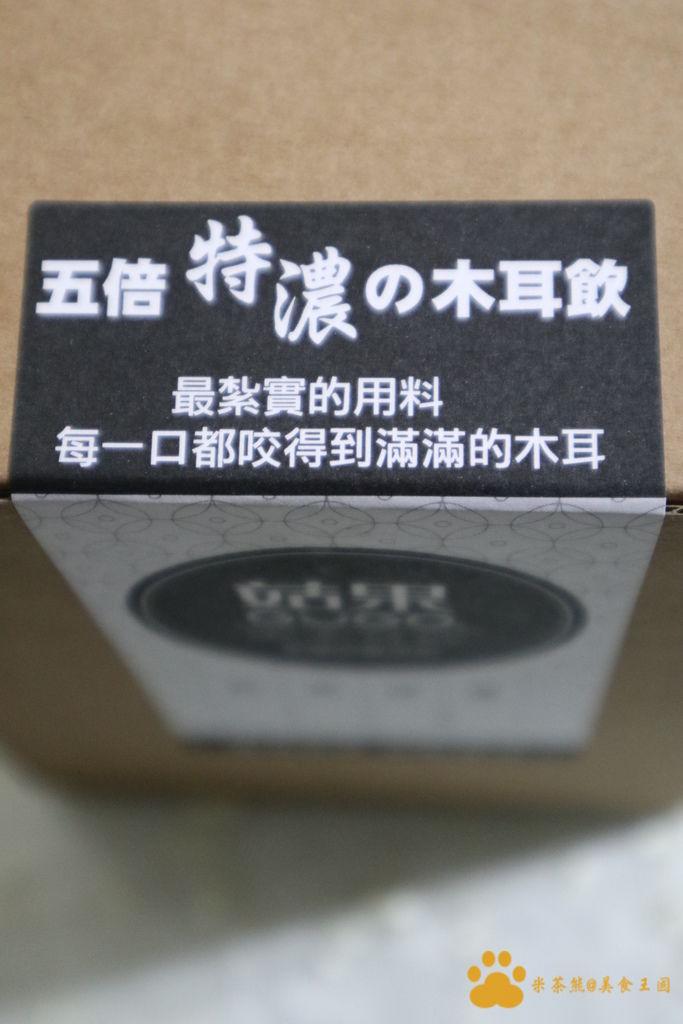 五倍特濃の木耳飲
最紮實的用料
每一口都咬得到滿滿的木耳
米茶熊@美食王国